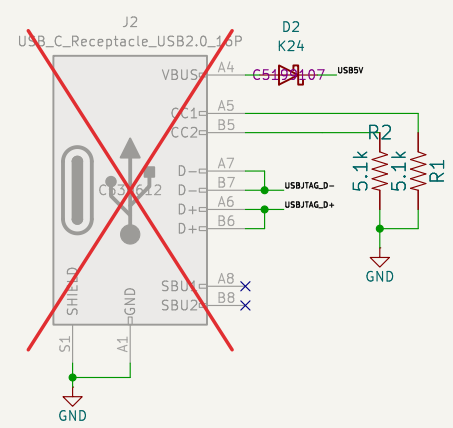 J2
USB_C_Receptacle_USB2.0_16P
D2
K24
C5199107
VBUS
A4
USB5V
CC1
A5
CC2
B5
R2
5.1k
5.1k
R1
D-
A7
D-
B7
USBJTAG_D-
D+
A6
USBJTAG_D+
D+
B6
SBU1
A8
SBU2
B8
SHIELD
GND
S1
A1
GND
GND